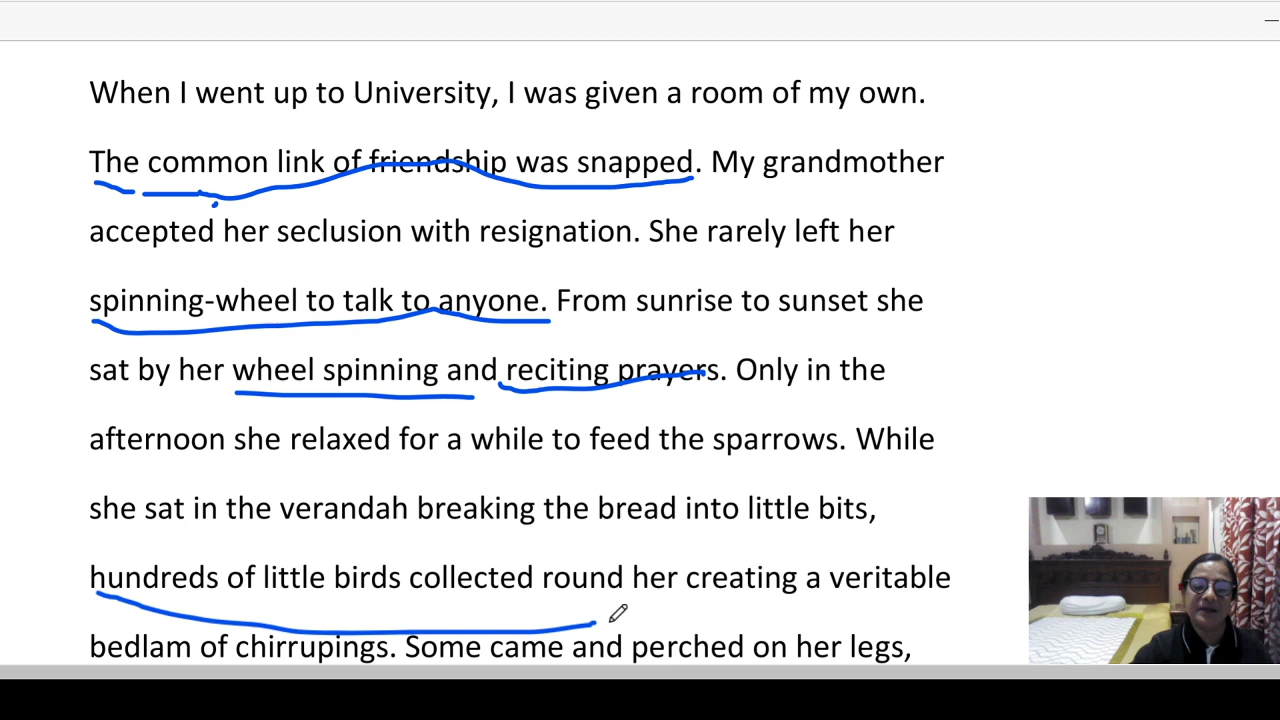 When I went up to University, I was given a room of my own.
The common link of friendship was snapped. My grandmother
accepted her seclusion with resignation. She rarely left her
spinning-wheel to talk to anyone. From sunrise to sunset she
sat by her wheel spinning and reciting prayers. Only in the
afternoon she relaxed for a while to feed the sparrows. While
she sat in the verandah breaking the bread into little bits,
hundreds of little birds collected round her creating a veritable
bedlam of chirrupings. Some came and perched on her legs,